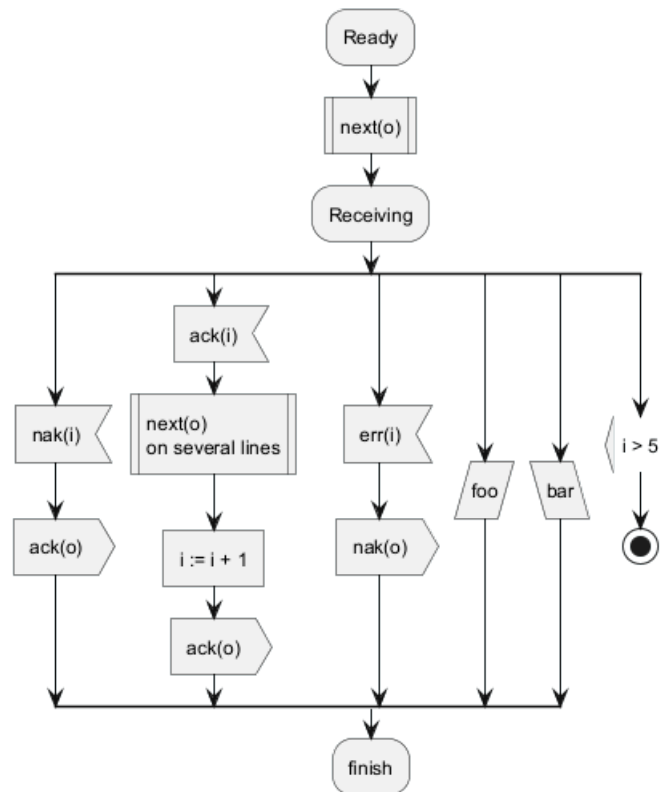 Ready
next(o)
Receiving
nak(i)
ack(o)
ack(i)
next(o)
on several lines
i := i + 1
ack(o)
err(i)
nak(o)
foo
bar
i > 5
finish